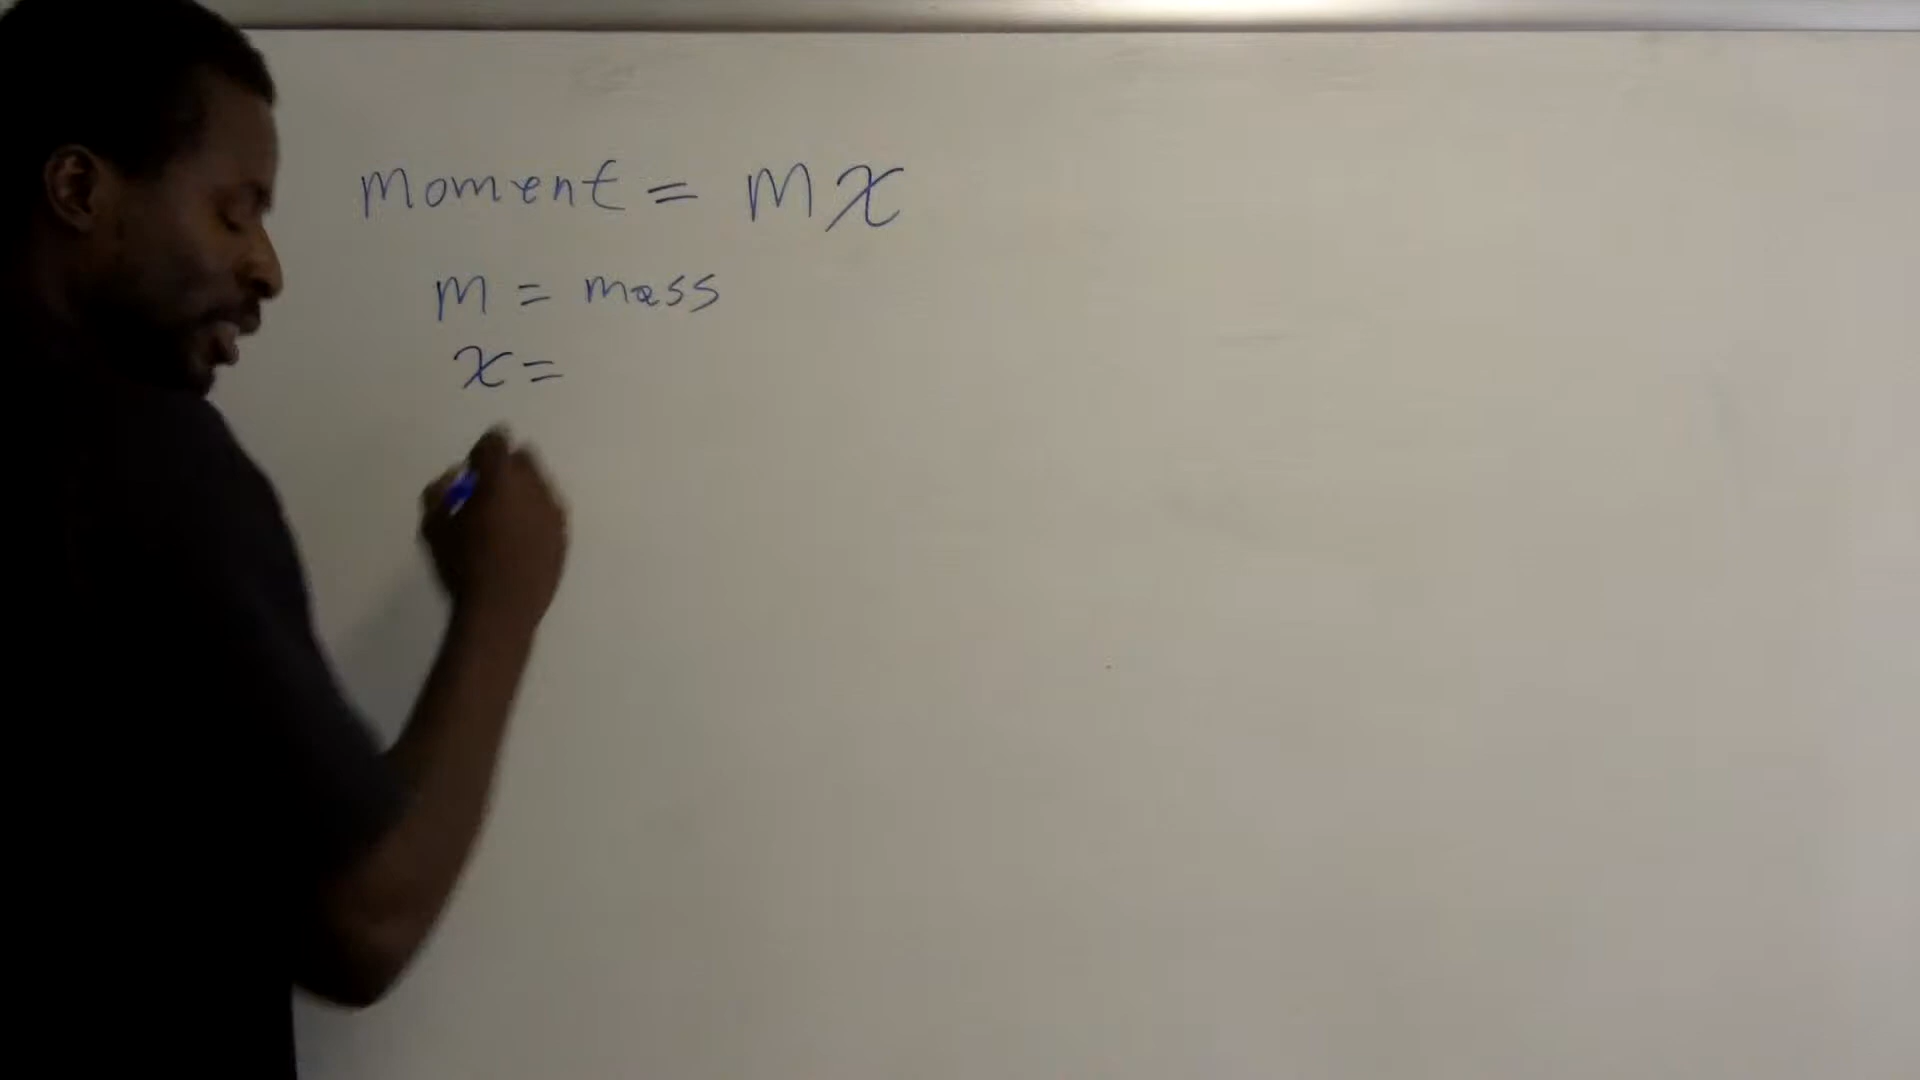 moment = mx
m = mass
x =